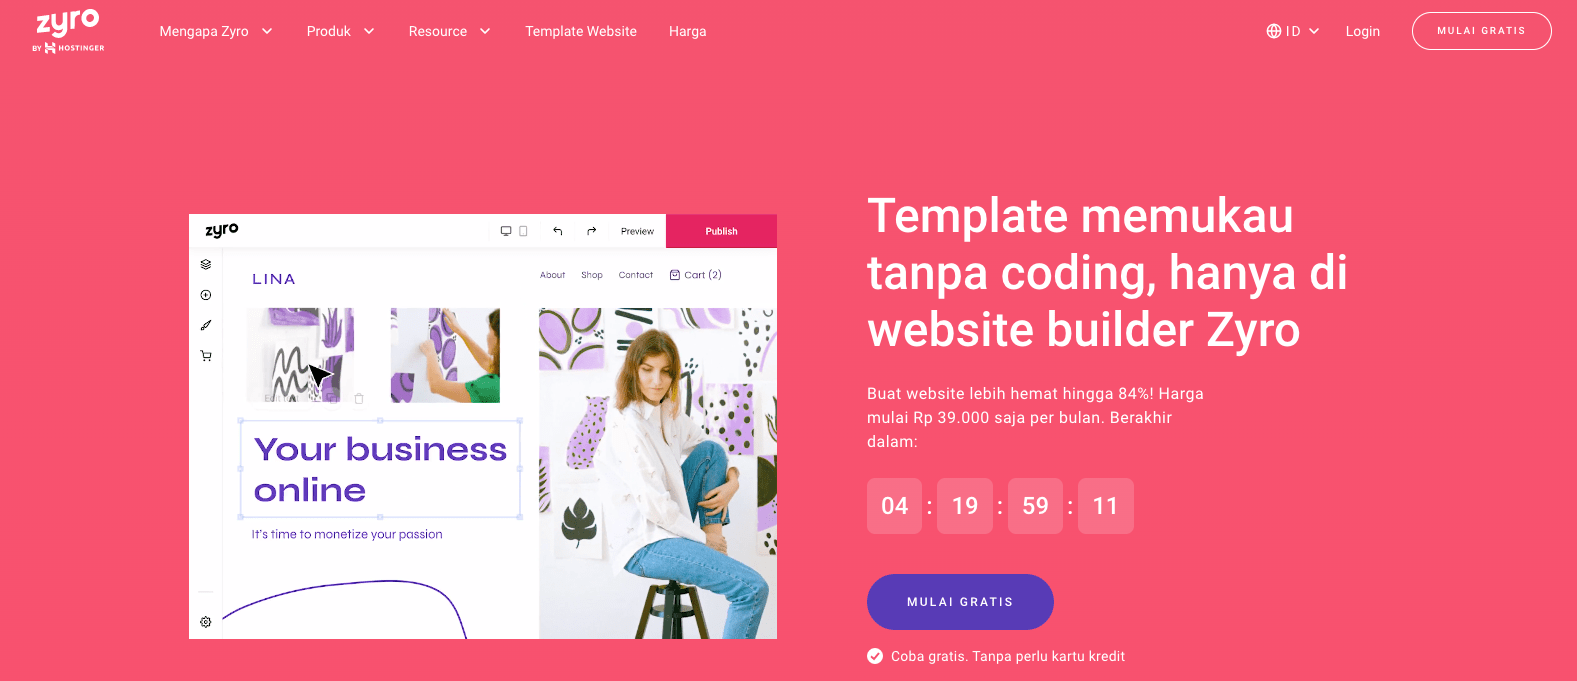 zyro
BY HOSTINGER
Mengapa Zyro
Produk
Resource
Template Website
Harga
ID
Login
MULAI GRATIS
zyro
Preview
Publish
LINA
About
Shop
Contact
Cart (2)
Your business
online
It's time to monetize your passion
Template memukau
tanpa coding, hanya di
website builder Zyro
Buat website lebih hemat hingga 84%! Harga
mulai Rp 39.000 saja per bulan. Berakhir
dalam:
04 : 19 : 59 : 11
MULAI GRATIS
Coba gratis. Tanpa perlu kartu kredit